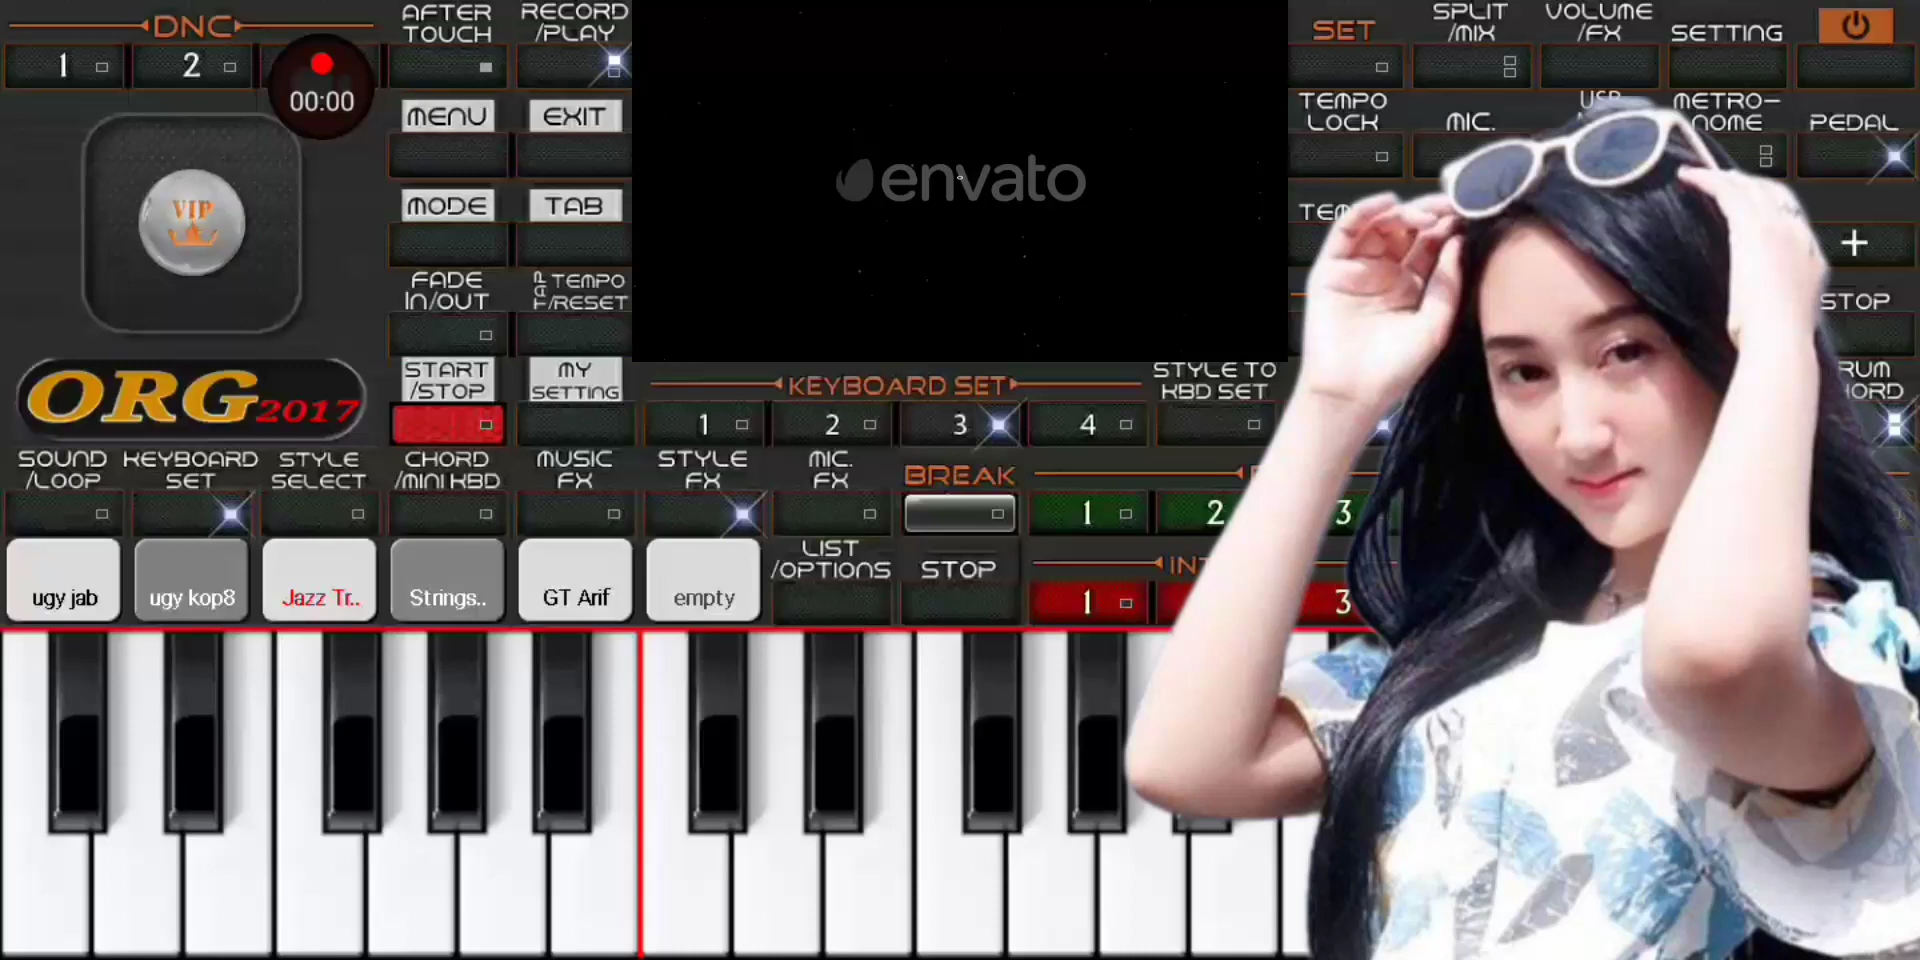 DNC
1
2
00:00
AFTER
TOUCH
RECORD
/PLAY
SET
SPLIT
/MIX
VOLUME
/FX
SETTING
MENU
EXIT
envato
TEMPO
LOCK
MIC.
USB
METRO-
NOME
PEDAL
VIP
MODE
TAB
+
FADE
IN/OUT
TEMPO
/RESET
STOP
ORG 2017
START
/STOP
MY
SETTING
KEYBOARD SET
STYLE TO
KBD SET
1
2
3
4
SOUND
/LOOP
KEYBOARD
SET
STYLE
SELECT
CHORD
/MINI KBD
MUSIC
FX
STYLE
FX
MIC.
FX
BREAK
1
2
3
LIST
/OPTIONS
STOP
1
3
ugy jab
ugy kop8
Jazz Tr..
Strings..
GT Arif
empty